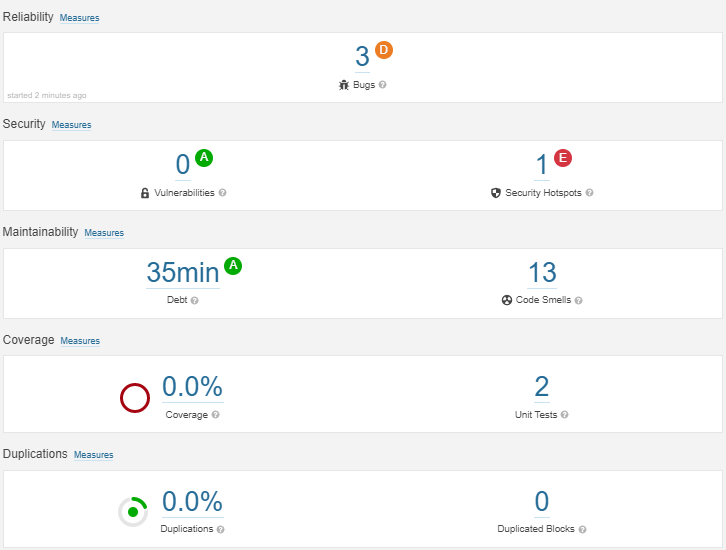 Reliability Measures
3 D
Bugs ?
started 2 minutes ago
Security Measures
0 A 1 E
Vulnerabilities ? Security Hotspots ?
Maintainability Measures
35min A 13
Debt ? Code Smells ?
Coverage Measures
0.0% 2
Coverage ? Unit Tests ?
Duplications Measures
0.0% 0
Duplications ? Duplicated Blocks ?